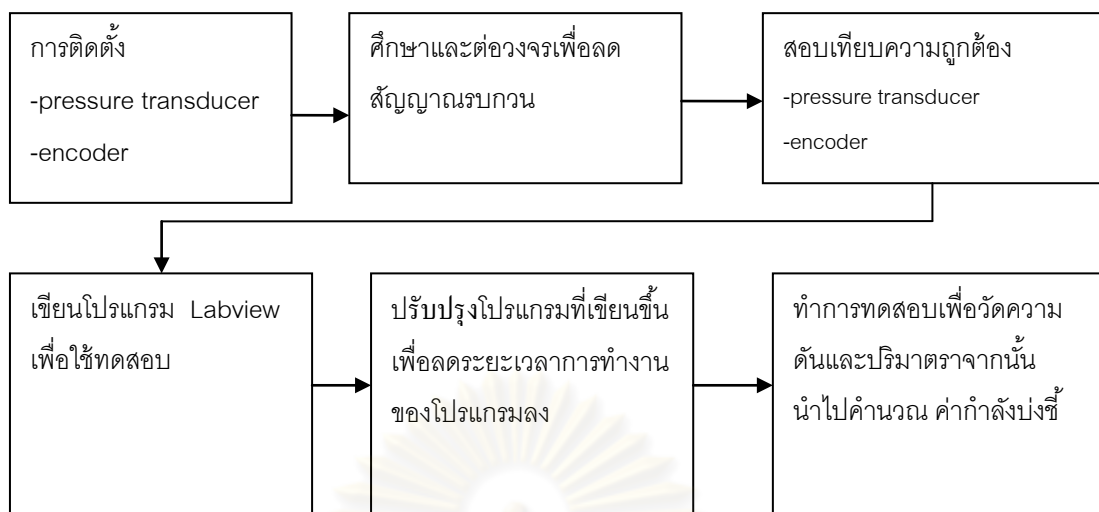 การติดตั้ง
-pressure transducer
-encoder
ศึกษาและต่อวงจรเพื่อลด
สัญญาณรบกวน
สอบเทียบความถูกต้อง
-pressure transducer
-encoder
เขียนโปรแกรม Labview
เพื่อใช้ทดสอบ
ปรับปรุงโปรแกรมที่เขียนขึ้น
เพื่อลดระยะเวลาการทำงาน
ของโปรแกรมลง
ทำการทดสอบเพื่อวัดความ
ดันและปริมาตราจากนั้น
นำไปคำนวณ ค่ากำลังบ่งชี้